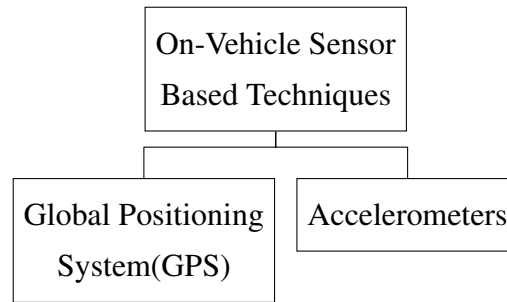 On-Vehicle Sensor
Based Techniques
Global Positioning
System(GPS)
Accelerometers